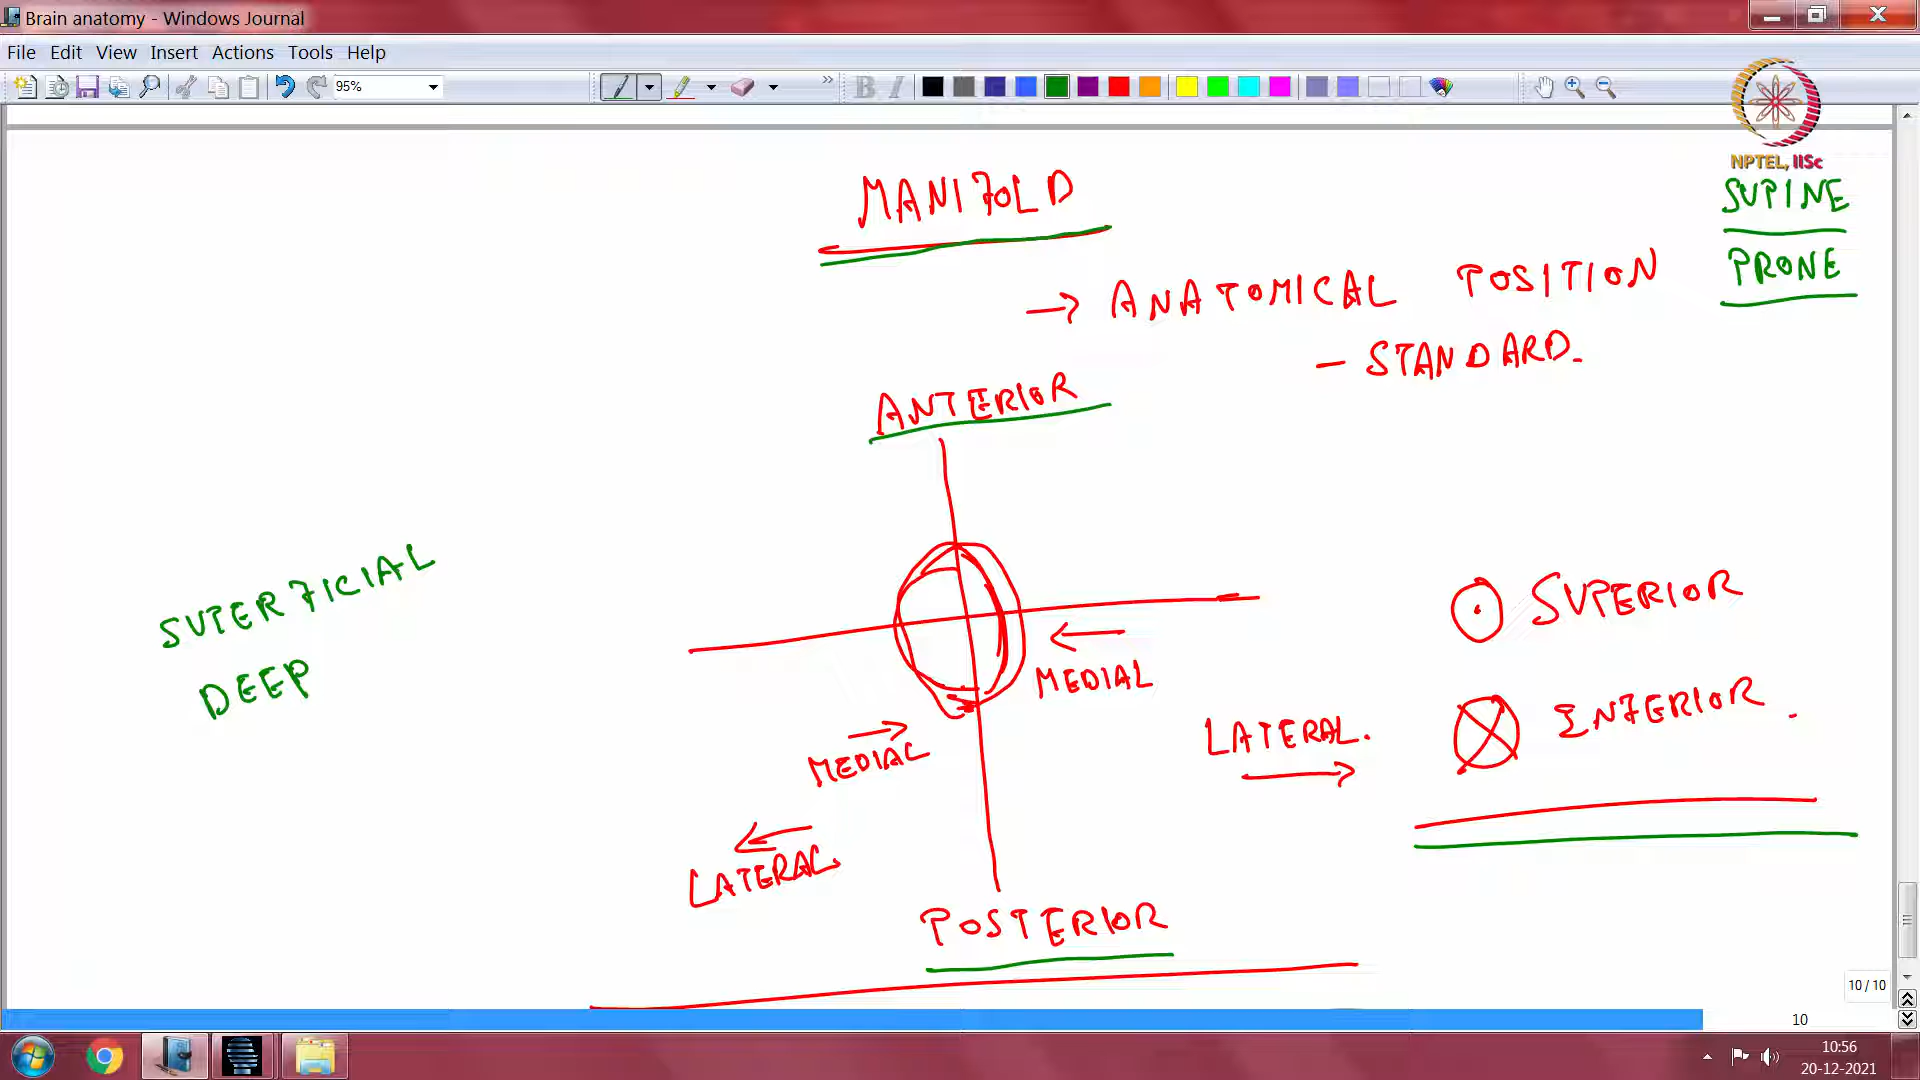 Brain anatomy - Windows Journal
File Edit View Insert Actions Tools Help
95%
NPTEL, IISc
MANIFOLD
SUPINE
PRONE
→ ANATOMICAL POSITION
- STANDARD.
ANTERIOR
SUPERFICIAL
DEEP
SUPERIOR
MEDIAL
INFERIOR
LATERAL.
MEDIAL
LATERAL
POSTERIOR
10 / 10
10
10:56
20-12-2021